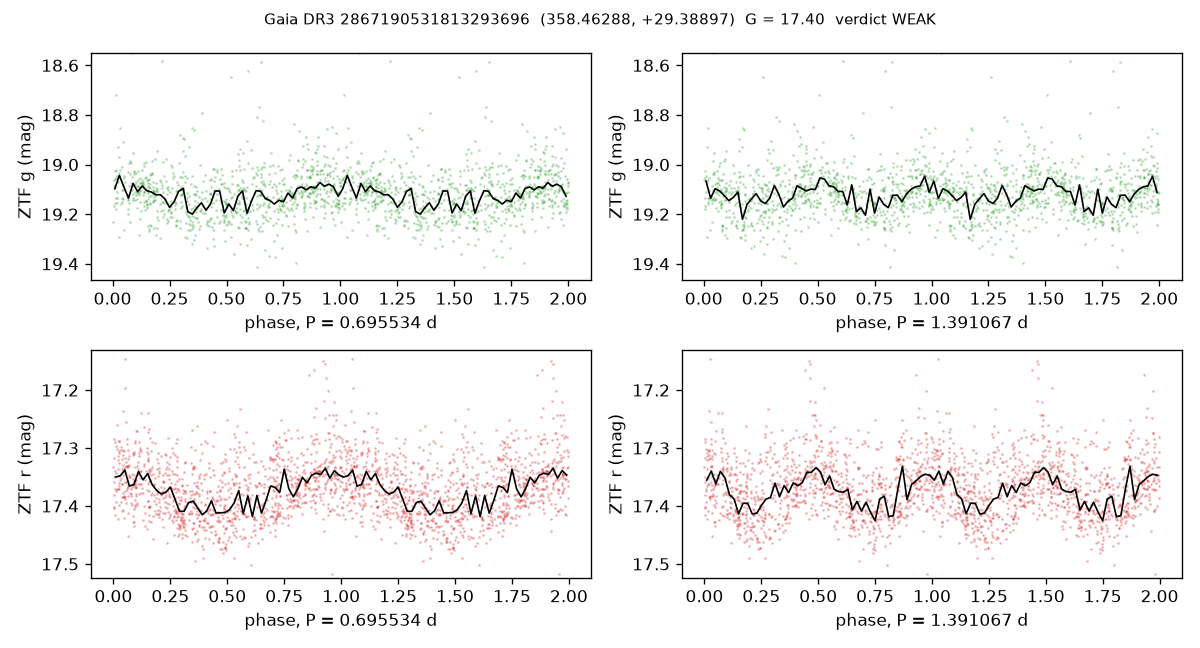 Gaia DR3 2867190531813293696 (358.46288, +29.38897) G = 17.40 verdict WEAK
ZTF g (mag)
18.6
18.8
19.0
19.2
19.4
0.00 0.25 0.50 0.75 1.00 1.25 1.50 1.75 2.00
phase, P = 0.695534 d
ZTF g (mag)
18.6
18.8
19.0
19.2
19.4
0.00 0.25 0.50 0.75 1.00 1.25 1.50 1.75 2.00
phase, P = 1.391067 d
ZTF r (mag)
17.2
17.3
17.4
17.5
0.00 0.25 0.50 0.75 1.00 1.25 1.50 1.75 2.00
phase, P = 0.695534 d
ZTF r (mag)
17.2
17.3
17.4
17.5
0.00 0.25 0.50 0.75 1.00 1.25 1.50 1.75 2.00
phase, P = 1.391067 d